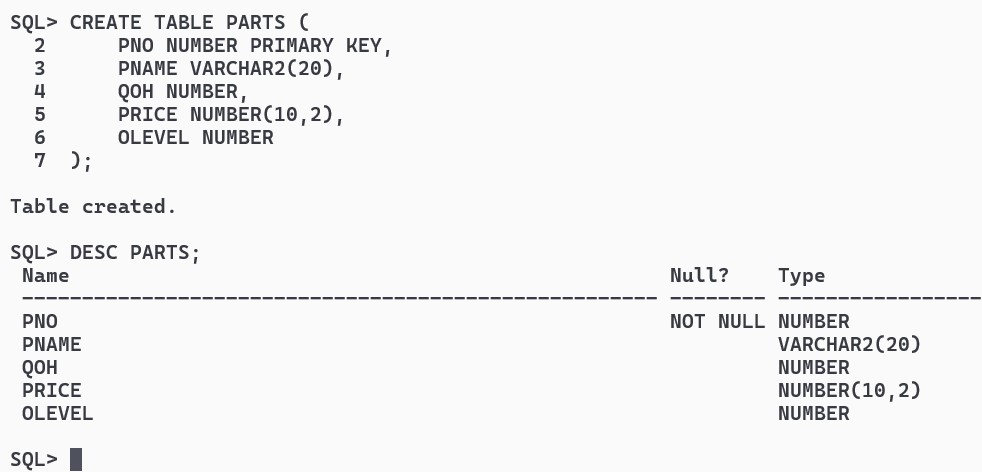 SQL> CREATE TABLE PARTS (
  2      PNO NUMBER PRIMARY KEY,
  3      PNAME VARCHAR2(20),
  4      QOH NUMBER,
  5      PRICE NUMBER(10,2),
  6      OLEVEL NUMBER
  7  );
Table created.
SQL> DESC PARTS;
 Name                                                  Null?    Type
 ----------------------------------------------------- -------- -----------------
 PNO                                                   NOT NULL NUMBER
 PNAME                                                          VARCHAR2(20)
 QOH                                                            NUMBER
 PRICE                                                          NUMBER(10,2)
 OLEVEL                                                         NUMBER
SQL>